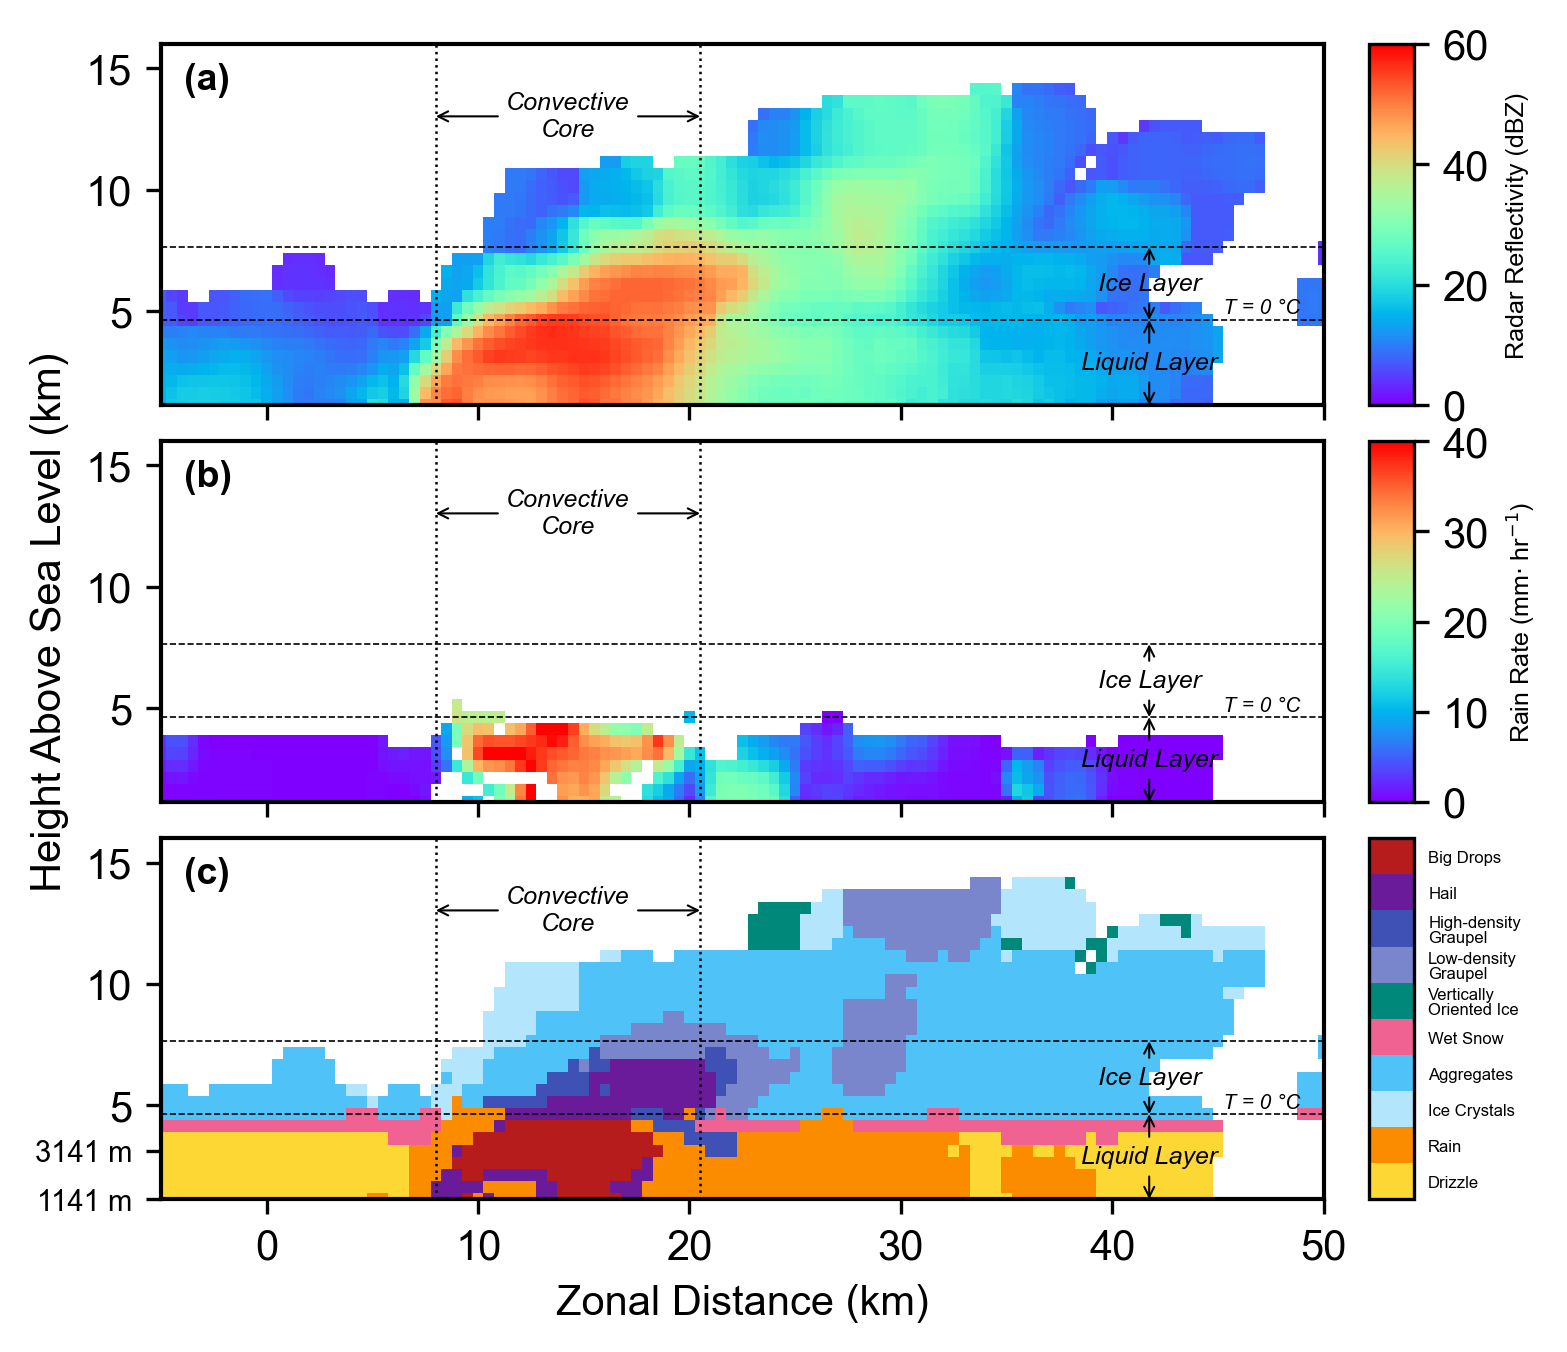 Height Above Sea Level (km)
(a)
15
10
5
Convective
Core
Ice Layer
T = 0 °C
Liquid Layer
60
40
20
0
Radar Reflectivity (dBZ)
(b)
15
10
5
Convective
Core
Ice Layer
T = 0 °C
Liquid Layer
40
30
20
10
0
Rain Rate (mm· hr⁻¹)
(c)
15
10
5
3141 m
1141 m
Convective
Core
Ice Layer
T = 0 °C
Liquid Layer
Big Drops
Hail
High-density
Graupel
Low-density
Graupel
Vertically
Oriented Ice
Wet Snow
Aggregates
Ice Crystals
Rain
Drizzle
0 10 20 30 40 50
Zonal Distance (km)